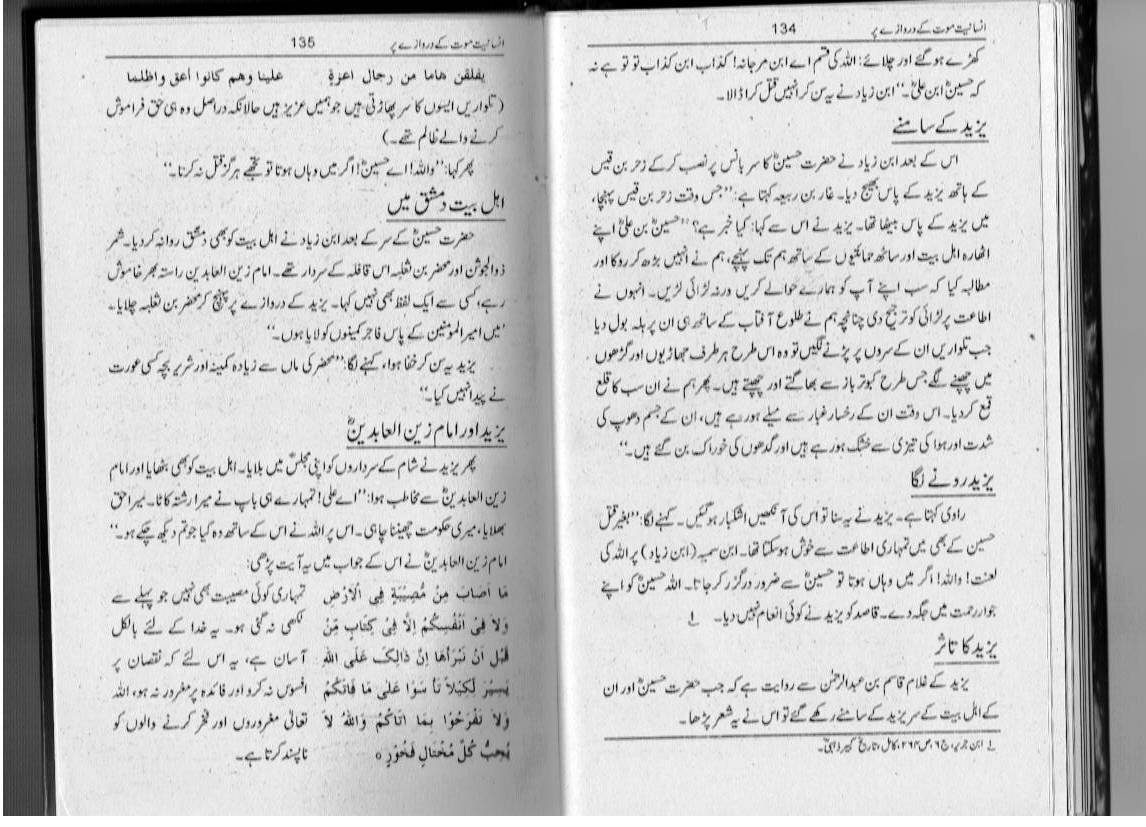 انسانیت موت کے دروازے پر 134
کھڑے ہو گئے اور چلائے: اللہ کی قسم اے ابن مرجانہ! کذاب ابن کذاب تو تو ہے نہ
کہ حسینؓ ابن علیؓ۔‘‘ ابن زیاد نے یہ سن کر انہیں قتل کرا ڈالا۔
یزید کے سامنے
اس کے بعد ابن زیاد نے حضرت حسینؓ کا سر بانس پر نصب کر کے زحر بن قیس
کے ہاتھ یزید کے پاس بھیج دیا۔ غار بن ربیعہ کہتا ہے: ’’جس وقت زحر بن قیس پہنچا،
میں یزید کے پاس بیٹھا تھا۔ یزید نے اس سے کہا: کیا خبر ہے؟ ’’حسینؓ بن علیؓ اپنے
اٹھارہ اہل بیت اور ساٹھ حمائتیوں کے ساتھ ہم تک پہنچے، ہم نے انہیں بڑھ کر روکا اور
مطالبہ کیا کہ سب اپنے آپ کو ہمارے حوالے کریں ورنہ لڑائی لڑیں۔ انہوں نے
اطاعت پر لڑائی کو ترجیح دی چنانچہ ہم نے طلوع آفتاب کے ساتھ ہی ان پر ہلہ بول دیا
جب تلواریں ان کے سروں پر پڑنے لگیں تو وہ اس طرح ہر طرف جھاڑیوں اور گڑھوں
میں چھپنے لگے جس طرح کبوتر باز سے بھاگتے اور چھپتے ہیں۔ پھر ہم نے ان سب کا قلع
قمع کر دیا۔ اس وقت ان کے رخسار غبار سے میلے ہو رہے ہیں، ان کے جسم دھوپ کی
شدت اور ہوا کی تیزی سے خشک ہو رہے ہیں اور گدھوں کی خوراک بن گئے ہیں۔‘‘
یزید رونے لگا
راوی کہتا ہے۔ یزید نے یہ سنا تو اس کی آنکھیں اشکبار ہو گئیں۔ کہنے لگا: ’’بغیر قتل
حسین کے بھی میں تمہاری اطاعت سے خوش ہو سکتا تھا۔ ابن سمیہ (ابن زیاد) پر اللہ کی
لعنت! واللہ! اگر میں وہاں ہوتا تو حسینؓ سے ضرور درگزر کر جاتا۔ اللہ حسینؓ کو اپنے
جوار رحمت میں جگہ دے۔ قاصد کو یزید نے کوئی انعام نہیں دیا۔ ۱؎
یزید کا تاثر
یزید کے غلام قاسم بن عبدالرحمٰن سے روایت ہے کہ جب حضرت حسینؓ اور ان
کے اہل بیت کے سر یزید کے سامنے رکھے گئے تو اس نے یہ شعر پڑھا۔
۱؎ ابن جریر، ج ۶، ص ۲۶۳، کامل، تاریخ کبیر ذہبیؒ۔
انسانیت موت کے دروازے پر 135
یفلقن هاما من رجال اعزة علینا وهم کانوا أعق واظلما
(تلواریں ایسوں کا سر پھاڑتی ہیں جو ہمیں عزیز ہیں حالانکہ دراصل وہ ہی حق فراموش
کرنے والے ظالم تھے۔)
پھر کہا: ’’واللہ! اے حسینؓ! اگر میں وہاں ہوتا تو تجھے ہرگز قتل نہ کرتا۔‘‘
اہل بیت دمشق میں
حضرت حسینؓ کے سر کے بعد ابن زیاد نے اہل بیت کو بھی دمشق روانہ کر دیا۔ شمر
ذوالجوشن اور محضر بن ثعلبہ اس قافلہ کے سردار تھے۔ امام زین العابدین راستہ بھر خاموش
رہے، کسی سے ایک لفظ بھی نہیں کہا۔ یزید کے دروازے پر پہنچ کر محضر بن ثعلبہ چلایا۔
’میں امیر المؤمنین کے پاس فاجر کمینوں کو لایا ہوں۔‘‘
یزید یہ سن کر خفا ہوا، کہنے لگا: ’’محضر کی ماں سے زیادہ کمینہ اور شریر بچہ کسی عورت
نے پیدا نہیں کیا۔‘‘
یزید اور امام زین العابدینؒ
پھر یزید نے شام کے سرداروں کو اپنی مجلس میں بلایا۔ اہل بیت کو بھی بٹھایا اور امام
زین العابدینؒ سے مخاطب ہوا: ’’اے علی! تمہارے ہی باپ نے میرا رشتہ کاٹا۔ میرا حق
بھلایا، میری حکومت چھیننا چاہی۔ اس پر اللہ نے اس کے ساتھ وہ کیا جو تم دیکھ چکے ہو۔‘‘
امام زین العابدینؒ نے اس کے جواب میں یہ آیت پڑھی:
مَا اَصَابَ مِنْ مُّصِيْبَةٍ فِي الْاَرْضِ تمہاری کوئی مصیبت بھی نہیں جو پہلے سے
وَلَا فِیْ اَنْفُسِكُمْ اِلَّا فِیْ كِتَابٍ مِّنْ لکھی نہ گئی ہو۔ یہ خدا کے لئے بالکل
قَبْلِ اَنْ نَّبْرَأَهَا اِنَّ ذَالِکَ عَلَى اللهِ آسان ہے، یہ اس لئے کہ نقصان پر
يَسِيْرٌ لِكَيْلَا تَأْسَوْا عَلٰى مَا فَاتَكُمْ افسوس نہ کرو اور فائدہ پر مغرور نہ ہو، اللہ
وَلَا تَفْرَحُوْا بِمَا اٰتَاكُمْ وَاللهُ لَا تعالٰی مغروروں اور فخر کرنے والوں کو
يُحِبُّ كُلَّ مُخْتَالٍ فَخُوْرٍ ۝ ناپسند کرتا ہے۔